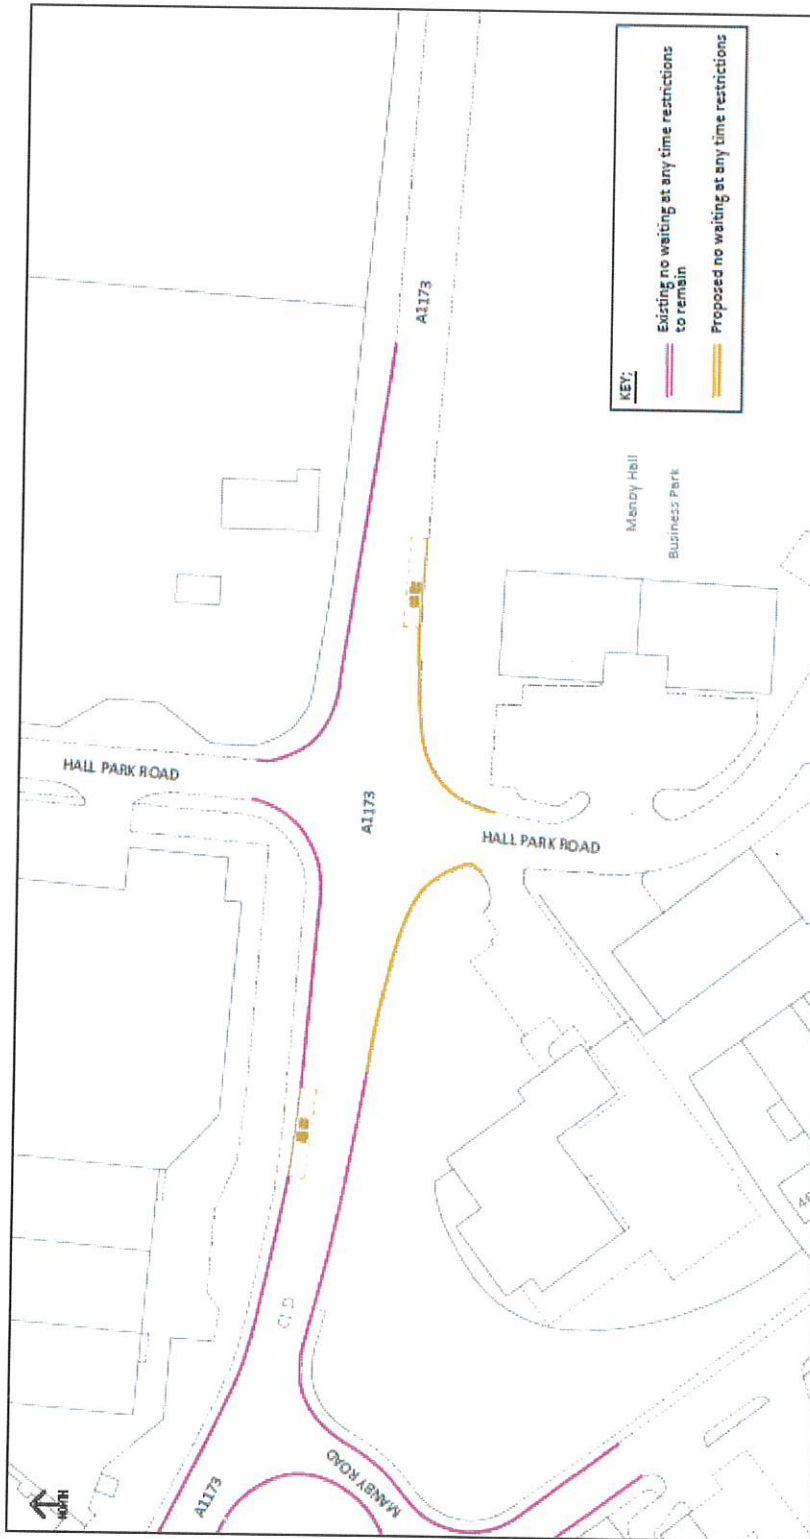 NORTH
A1173
MANBY ROAD
HALL PARK ROAD
A1173
HALL PARK ROAD
A1173
Manby Hall
Business Park
KEY;
Existing no waiting at any time restrictions
to remain
Proposed no waiting at any time restrictions